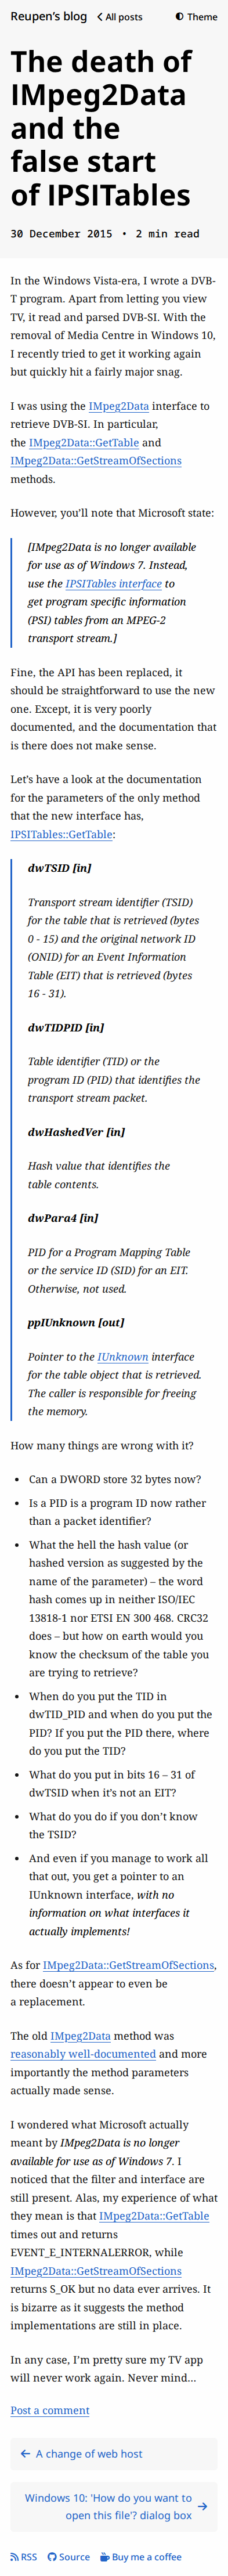 Reupen's blog All posts Theme
The death of
IMpeg2Data
and the
false start
of IPSITables
30 December 2015 • 2 min read
In the Windows Vista-era, I wrote a DVB-
T program. Apart from letting you view
TV, it read and parsed DVB-SI. With the
removal of Media Centre in Windows 10,
I recently tried to get it working again
but quickly hit a fairly major snag.
I was using the IMpeg2Data interface to
retrieve DVB-SI. In particular,
the IMpeg2Data::GetTable and
IMpeg2Data::GetStreamOfSections
methods.
However, you'll note that Microsoft state:
[IMpeg2Data is no longer available
for use as of Windows 7. Instead,
use the IPSITables interface to
get program specific information
(PSI) tables from an MPEG-2
transport stream.]
Fine, the API has been replaced, it
should be straightforward to use the new
one. Except, it is very poorly
documented, and the documentation that
is there does not make sense.
Let's have a look at the documentation
for the parameters of the only method
that the new interface has,
IPSITables::GetTable:
dwTSID [in]
Transport stream identifier (TSID)
for the table that is retrieved (bytes
0 - 15) and the original network ID
(ONID) for an Event Information
Table (EIT) that is retrieved (bytes
16 - 31).
dwTIDPID [in]
Table identifier (TID) or the
program ID (PID) that identifies the
transport stream packet.
dwHashedVer [in]
Hash value that identifies the
table contents.
dwPara4 [in]
PID for a Program Mapping Table
or the service ID (SID) for an EIT.
Otherwise, not used.
ppIUnknown [out]
Pointer to the IUnknown interface
for the table object that is retrieved.
The caller is responsible for freeing
the memory.
How many things are wrong with it?
• Can a DWORD store 32 bytes now?
• Is a PID is a program ID now rather
than a packet identifier?
• What the hell the hash value (or
hashed version as suggested by the
name of the parameter) – the word
hash comes up in neither ISO/IEC
13818-1 nor ETSI EN 300 468. CRC32
does – but how on earth would you
know the checksum of the table you
are trying to retrieve?
• When do you put the TID in
dwTID_PID and when do you put the
PID? If you put the PID there, where
do you put the TID?
• What do you put in bits 16 – 31 of
dwTSID when it's not an EIT?
• What do you do if you don't know
the TSID?
• And even if you manage to work all
that out, you get a pointer to an
IUnknown interface, with no
information on what interfaces it
actually implements!
As for IMpeg2Data::GetStreamOfSections,
there doesn't appear to even be
a replacement.
The old IMpeg2Data method was
reasonably well-documented and more
importantly the method parameters
actually made sense.
I wondered what Microsoft actually
meant by IMpeg2Data is no longer
available for use as of Windows 7. I
noticed that the filter and interface are
still present. Alas, my experience of what
they mean is that IMpeg2Data::GetTable
times out and returns
EVENT_E_INTERNALERROR, while
IMpeg2Data::GetStreamOfSections
returns S_OK but no data ever arrives. It
is bizarre as it suggests the method
implementations are still in place.
In any case, I'm pretty sure my TV app
will never work again. Never mind…
Post a comment
A change of web host
Windows 10: 'How do you want to
open this file'? dialog box
RSS Source Buy me a coffee